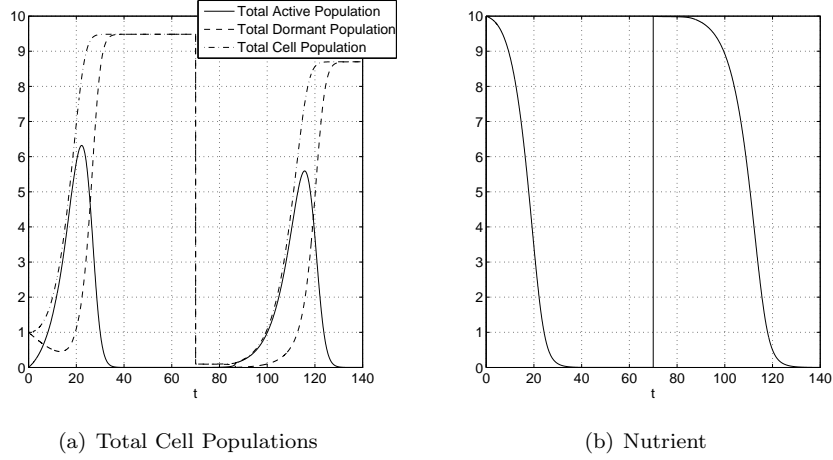 Total Active Population
Total Dormant Population
Total Cell Population
10
9
8
7
6
5
4
3
2
1
0
0 20 40 60 80 100 120 140
t
(a) Total Cell Populations
10
9
8
7
6
5
4
3
2
1
0
0 20 40 60 80 100 120 140
t
(b) Nutrient